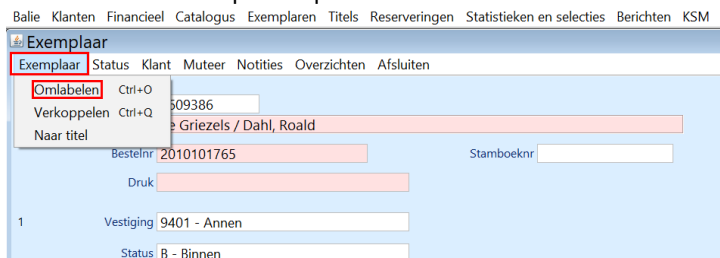 Balie Klanten Financieel Catalogus Exemplaren Titels Reserveringen Statistieken en selecties Berichten KSM
Exemplaar
Exemplaar Status Klant Muteer Notities Overzichten Afsluiten
Omlabelen Ctrl+O
509386
Verkoppelen Ctrl+Q
Griezels / Dahl, Roald
Naar titel
Bestelnr 2010101765 Stamboeknr
Druk
1 Vestiging 9401 - Annen
Status B - Binnen